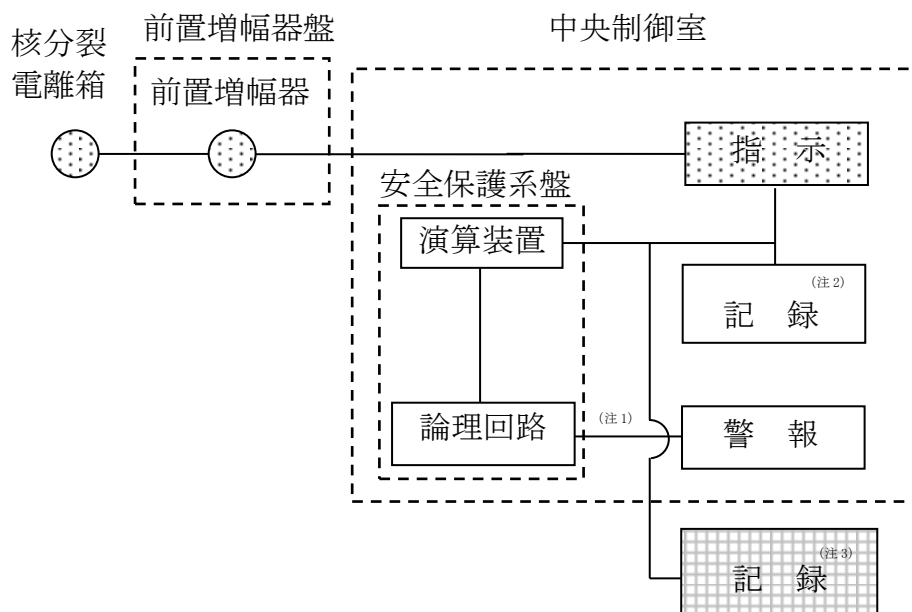 核分裂
電離箱
前置増幅器盤
前置増幅器
中央制御室
指 示
安全保護系盤
演算装置
(注2)
記 録
論理回路
(注1)
警 報
(注3)
記 録